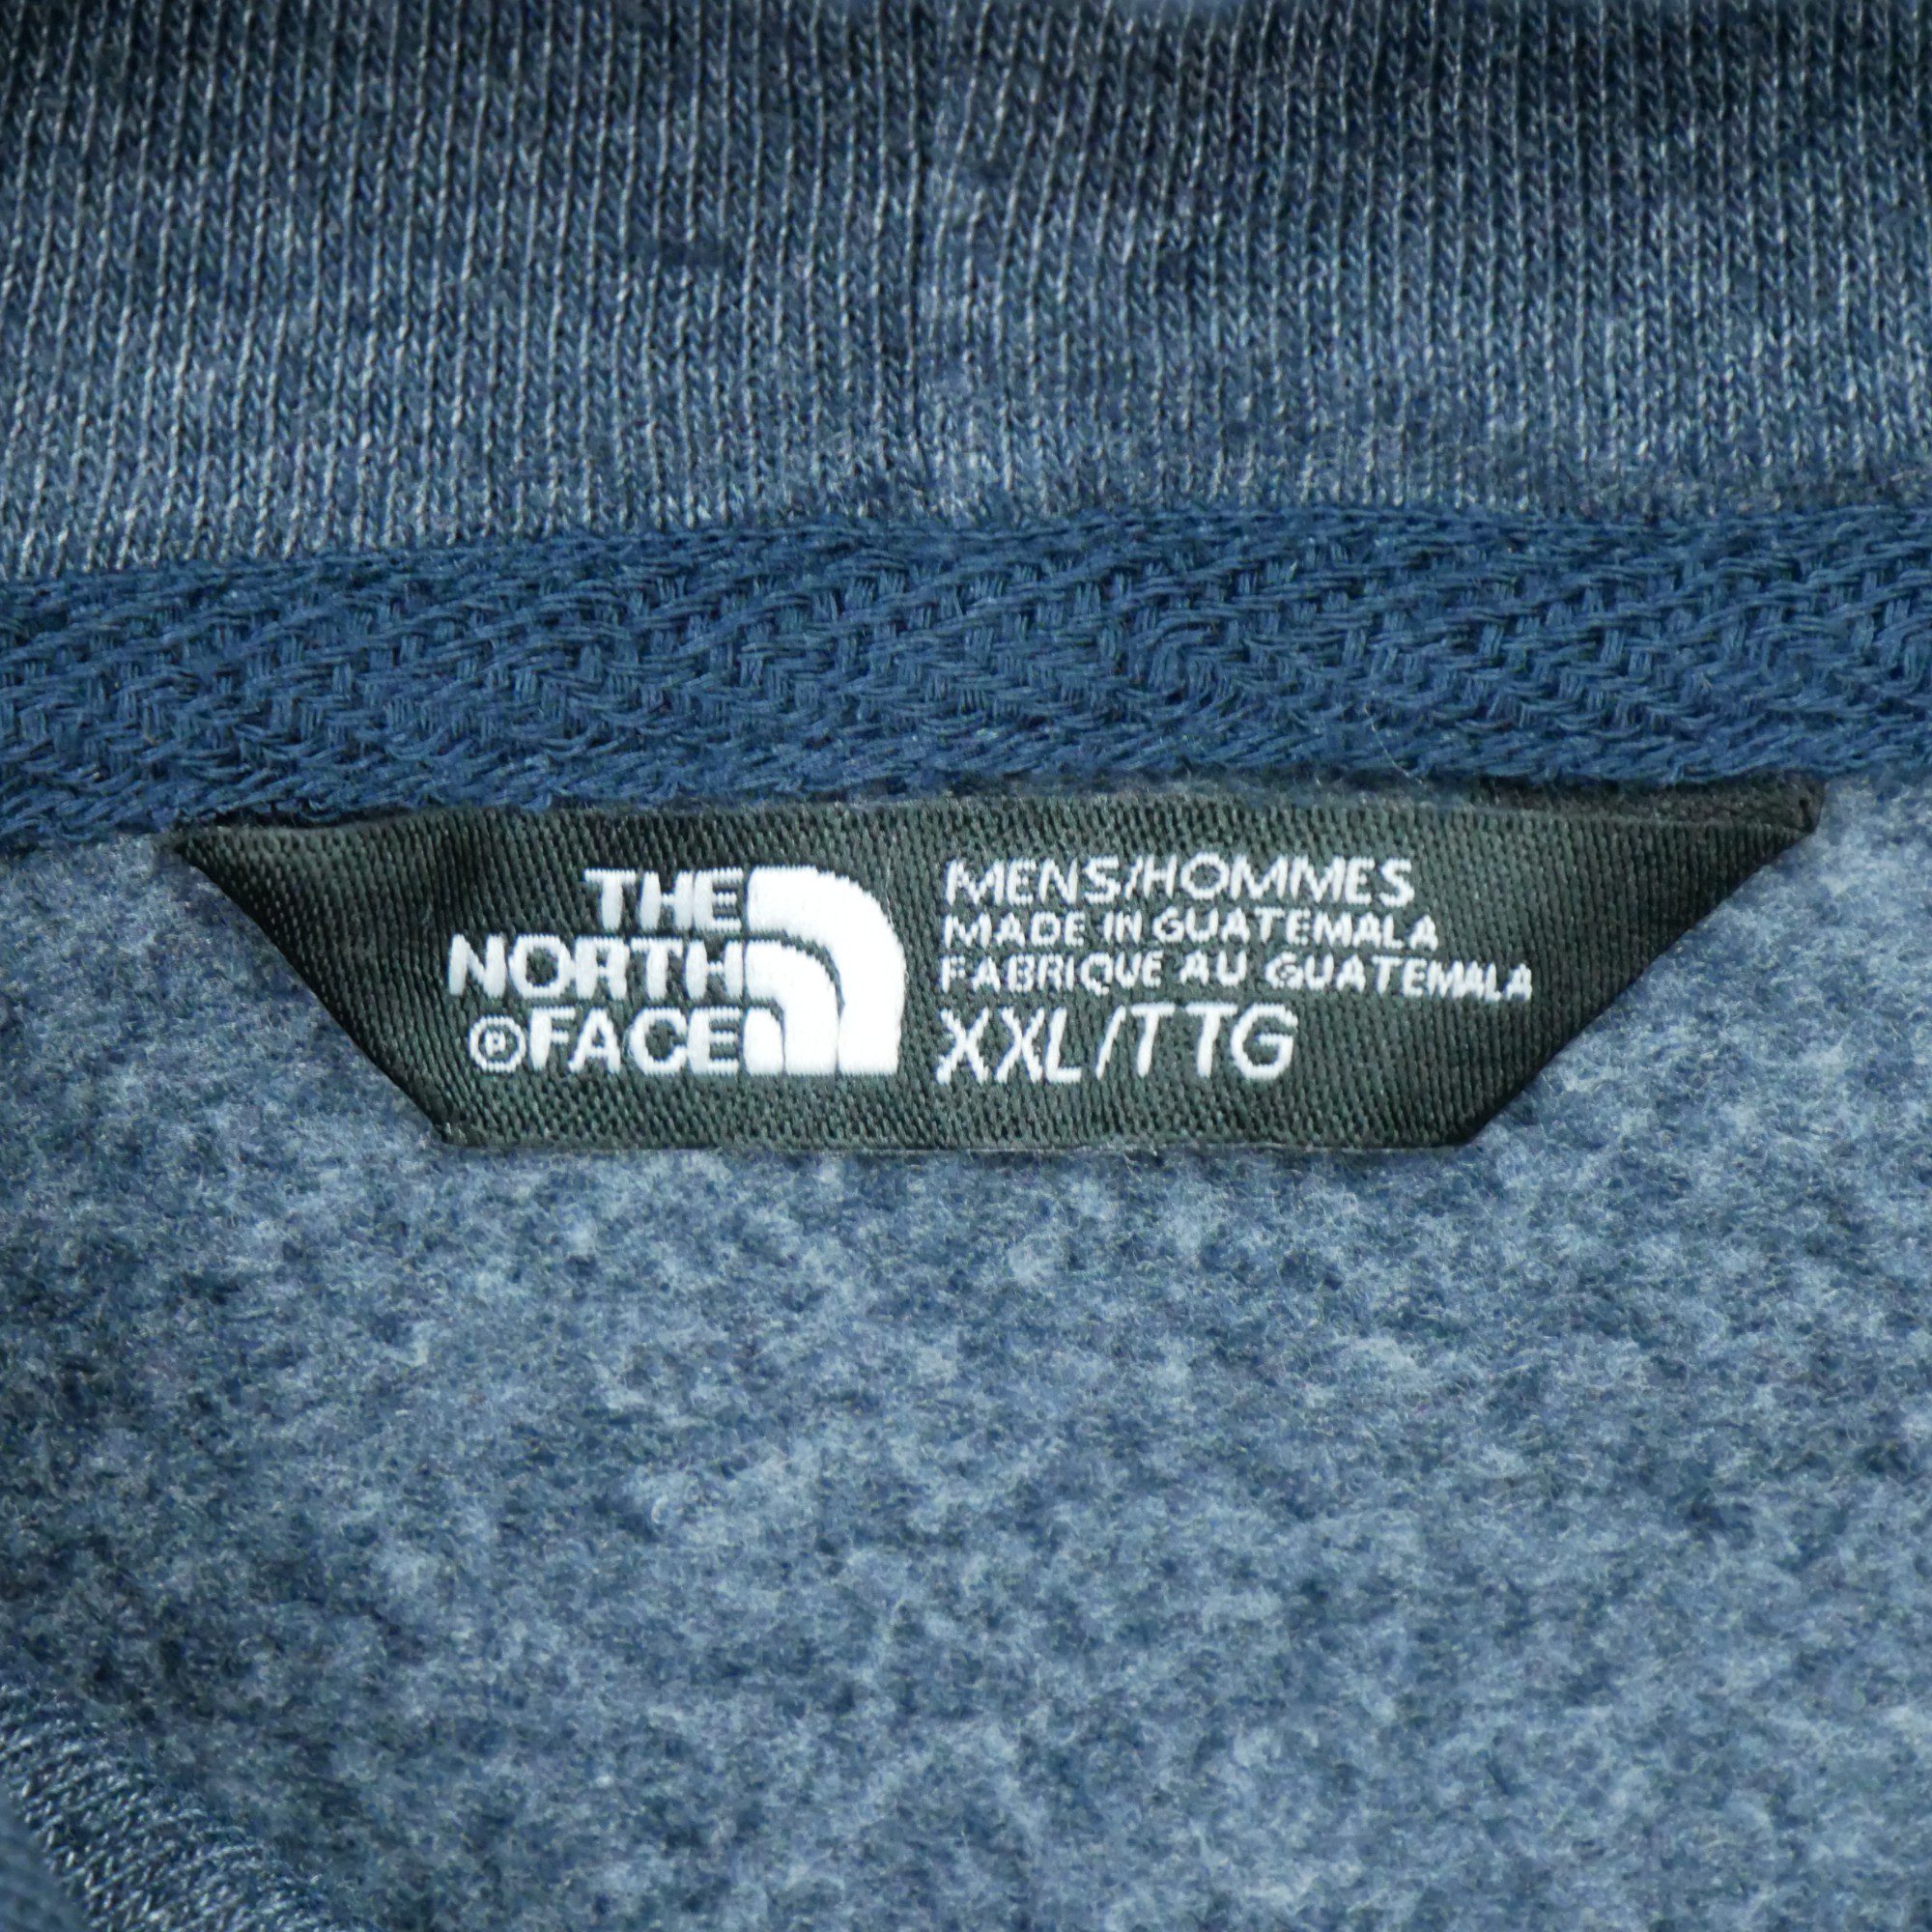 THE
NORTH
®FACE
MENS/HOMMES
MADE IN GUATEMALA
FABRIQUE AU GUATEMALA
XXL/TTG